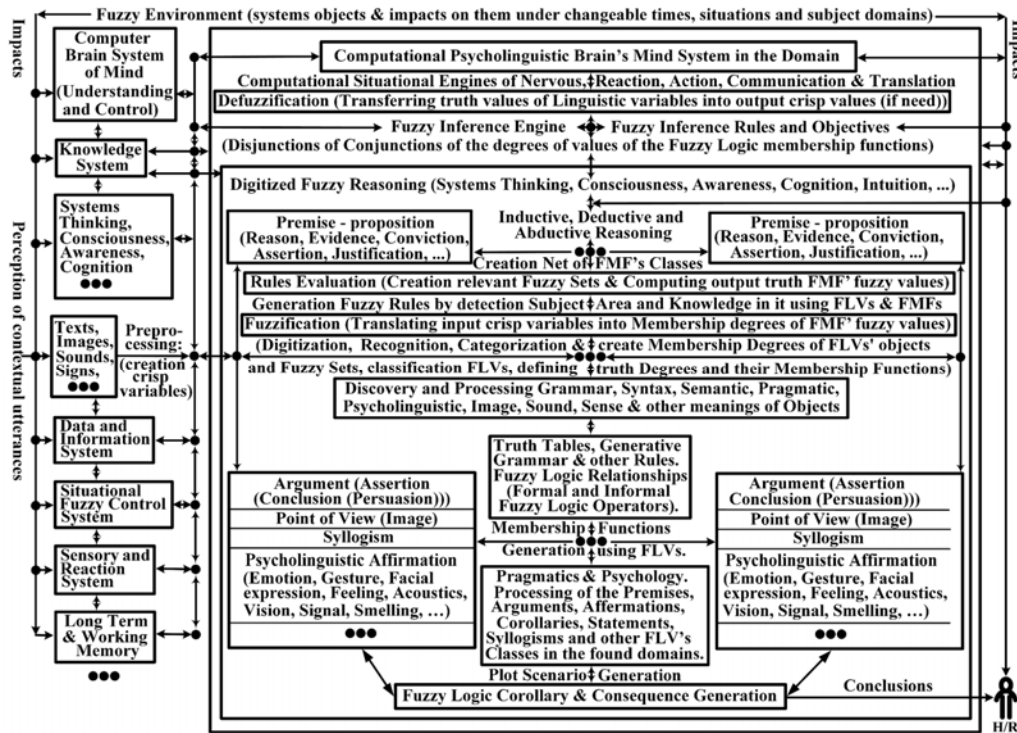 Fuzzy Environment (systems objects & impacts on them under changeable times, situations and subject domains)
Impacts
Perception of contextual utterances
Computer
Brain System
of Mind
(Understanding
and Control)
Knowledge
System
Systems
Thinking,
Consciousness,
Awareness,
Cognition
●●●
Texts,
Images,
Sounds,
Signs,
●●●
Prepro-
cessing:
(creation
crisp
variables)
Data and
Information
System
Situational
Fuzzy Control
System
Sensory and
Reaction System
Long Term
& Working
Memory
●●●
Computational Psycholinguistic Brain's Mind System in the Domain
Computational Situational Engines of Nervous, Reaction, Action, Communication & Translation
Defuzzification (Transferring truth values of Linguistic variables into output crisp values (if need))
Fuzzy Inference Engine
Fuzzy Inference Rules and Objectives
(Disjunctions of Conjunctions of the degrees of values of the Fuzzy Logic membership functions)
Digitized Fuzzy Reasoning (Systems Thinking, Consciousness, Awareness, Cognition, Intuition, ...)
Premise - proposition
(Reason, Evidence, Conviction,
Assertion, Justification, ...)
Inductive, Deductive and
Abductive Reasoning
●●●
Premise - proposition
(Reason, Evidence, Conviction,
Assertion, Justification, ...)
Creation Net of FMF's Classes
Rules Evaluation (Creation relevant Fuzzy Sets & Computing output truth FMF' fuzzy values)
Generation Fuzzy Rules by detection Subject Area and Knowledge in it using FLVs & FMFs
Fuzzification (Translating input crisp variables into Membership degrees of FMF' fuzzy values)
(Digitization, Recognition, Categorization & create Membership Degrees of FLVs' objects
●●●●●
and Fuzzy Sets, classification FLVs, defining truth Degrees and their Membership Functions)
Discovery and Processing Grammar, Syntax, Semantic, Pragmatic,
Psycholinguistic, Image, Sound, Sense & other meanings of Objects
Truth Tables, Generative
Grammar & other Rules.
Fuzzy Logic Relationships
(Formal and Informal
Fuzzy Logic Operators).
Argument (Assertion
(Conclusion (Persuasion)))
Point of View (Image)
Syllogism
Psycholinguistic Affirmation
(Emotion, Gesture, Facial
expression, Feeling, Acoustics,
Vision, Signal, Smelling, …)
●●●
Membership Functions
●●●
Generation using FLVs.
Pragmatics & Psychology.
Processing of the Premises,
Arguments, Affermations,
Corollaries, Statements,
Syllogisms and other FLV's
Classes in the found domains.
Argument (Assertion
Conclusion (Persuasion)))
Point of View (Image)
Syllogism
Psycholinguistic Affirmation
(Emotion, Gesture, Facial
expression, Feeling, Acoustics,
Vision, Signal, Smelling, …)
●●●
Plot Scenario Generation
Fuzzy Logic Corollary & Consequence Generation
Conclusions
Impacts
H/R